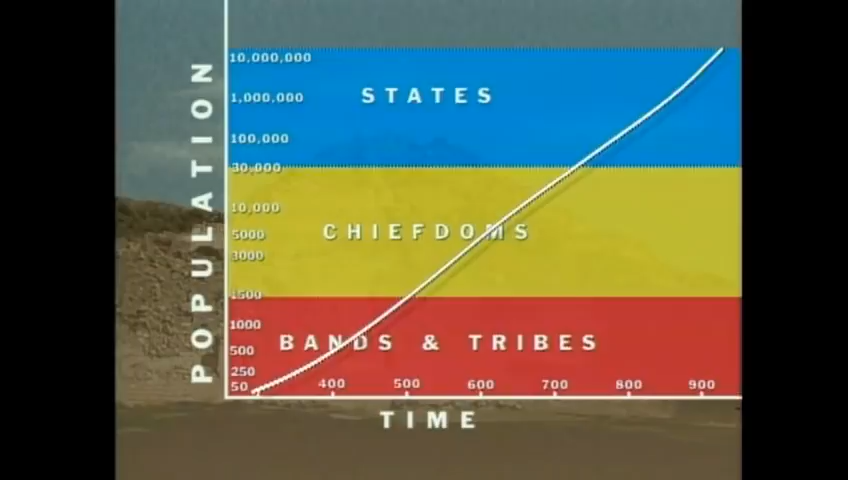 POPULATION
10,000,000
STATES
1,000,000
100,000
30,000
10,000
CHIEFDOMS
5000
3000
1500
1000
BANDS & TRIBES
500
250
50
400 500 600 700 800 900
TIME